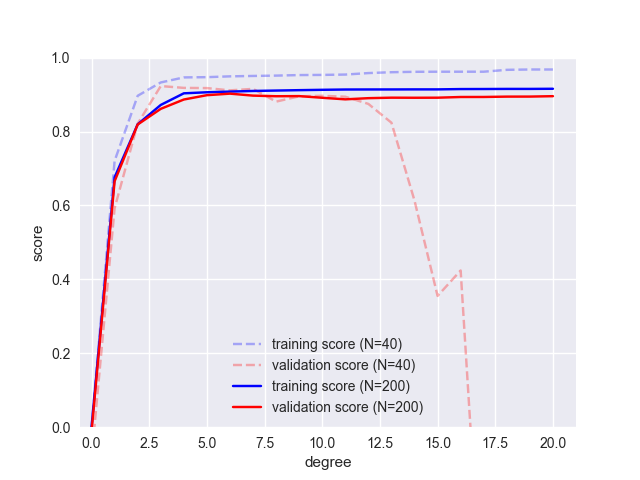 1.0
0.8
0.6
0.4
0.2
0.0
score
training score (N=40)
validation score (N=40)
training score (N=200)
validation score (N=200)
0.0 2.5 5.0 7.5 10.0 12.5 15.0 17.5 20.0
degree